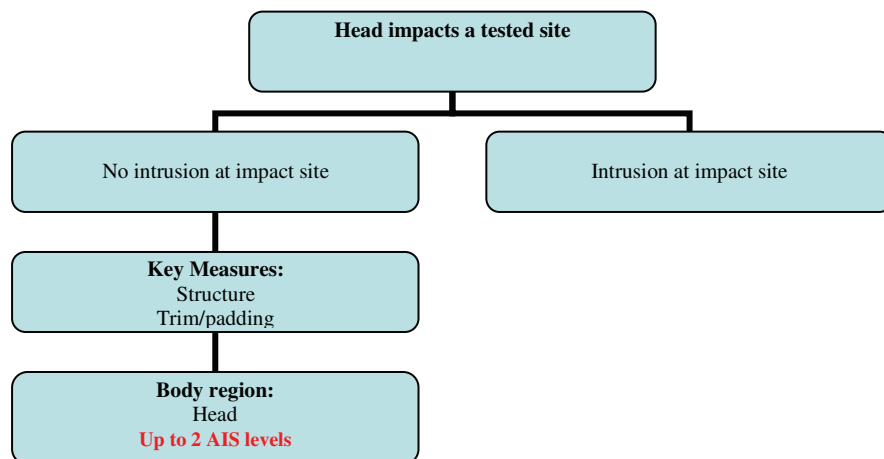 Head impacts a tested site
No intrusion at impact site
Intrusion at impact site
Key Measures:
Structure
Trim/padding
Body region:
Head
Up to 2 AIS levels